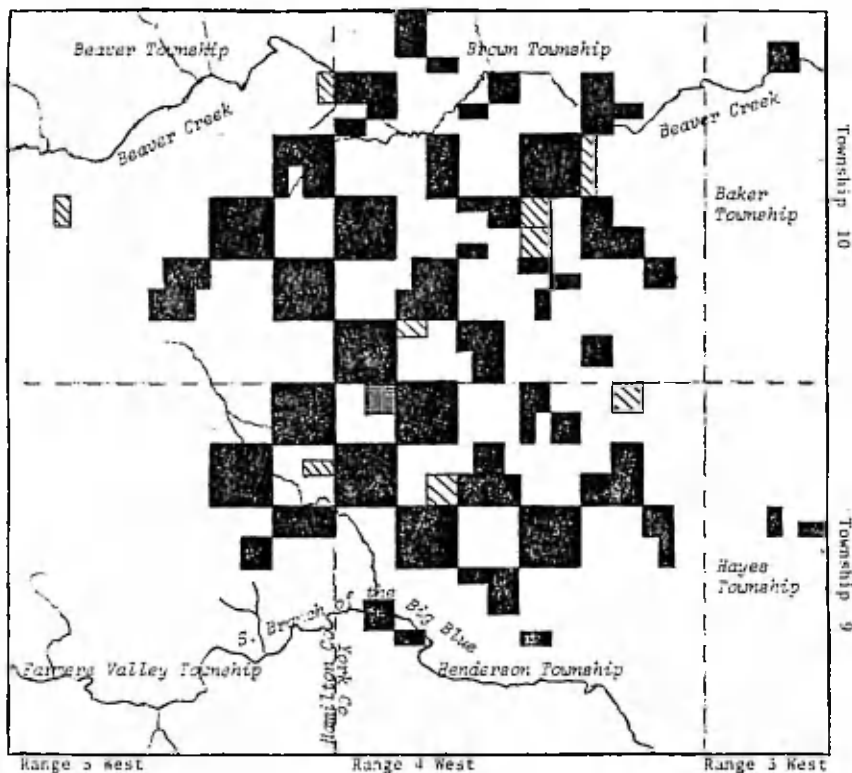 Beaver Township
Brown Township
Beaver Creek
Beaver Creek
Township 10
Baker
Township
Township 9
Hayes
Township
S. Branch of the Big Blue
Farmers Valley Township
Hamilton Co
York Co
Henderson Township
Range 5 West
Range 4 West
Range 3 West